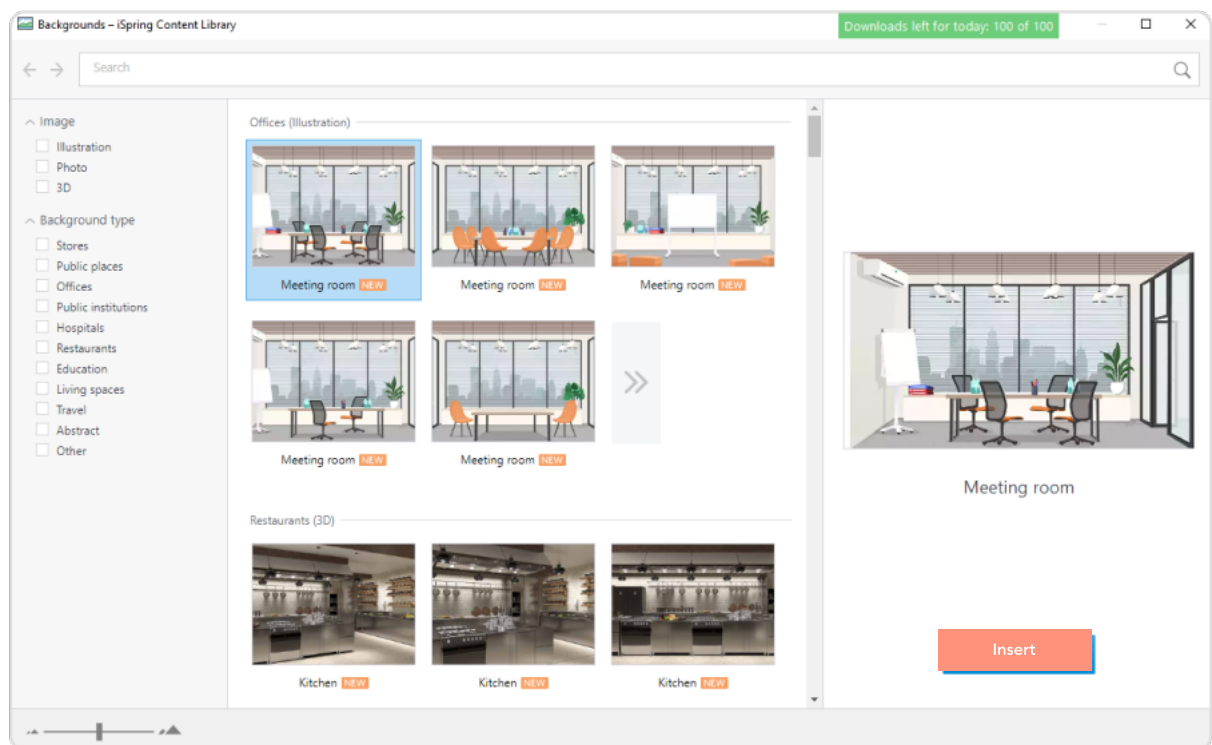 Backgrounds – iSpring Content Library
Downloads left for today: 100 of 100
Search
Image
Illustration
Photo
3D
Background type
Stores
Public places
Offices
Public institutions
Hospitals
Restaurants
Education
Living spaces
Travel
Abstract
Other
Offices (Illustration)
Meeting room NEW
Meeting room NEW
Meeting room NEW
Meeting room NEW
Meeting room NEW
Restaurants (3D)
Kitchen NEW
Kitchen NEW
Kitchen NEW
Meeting room
Insert